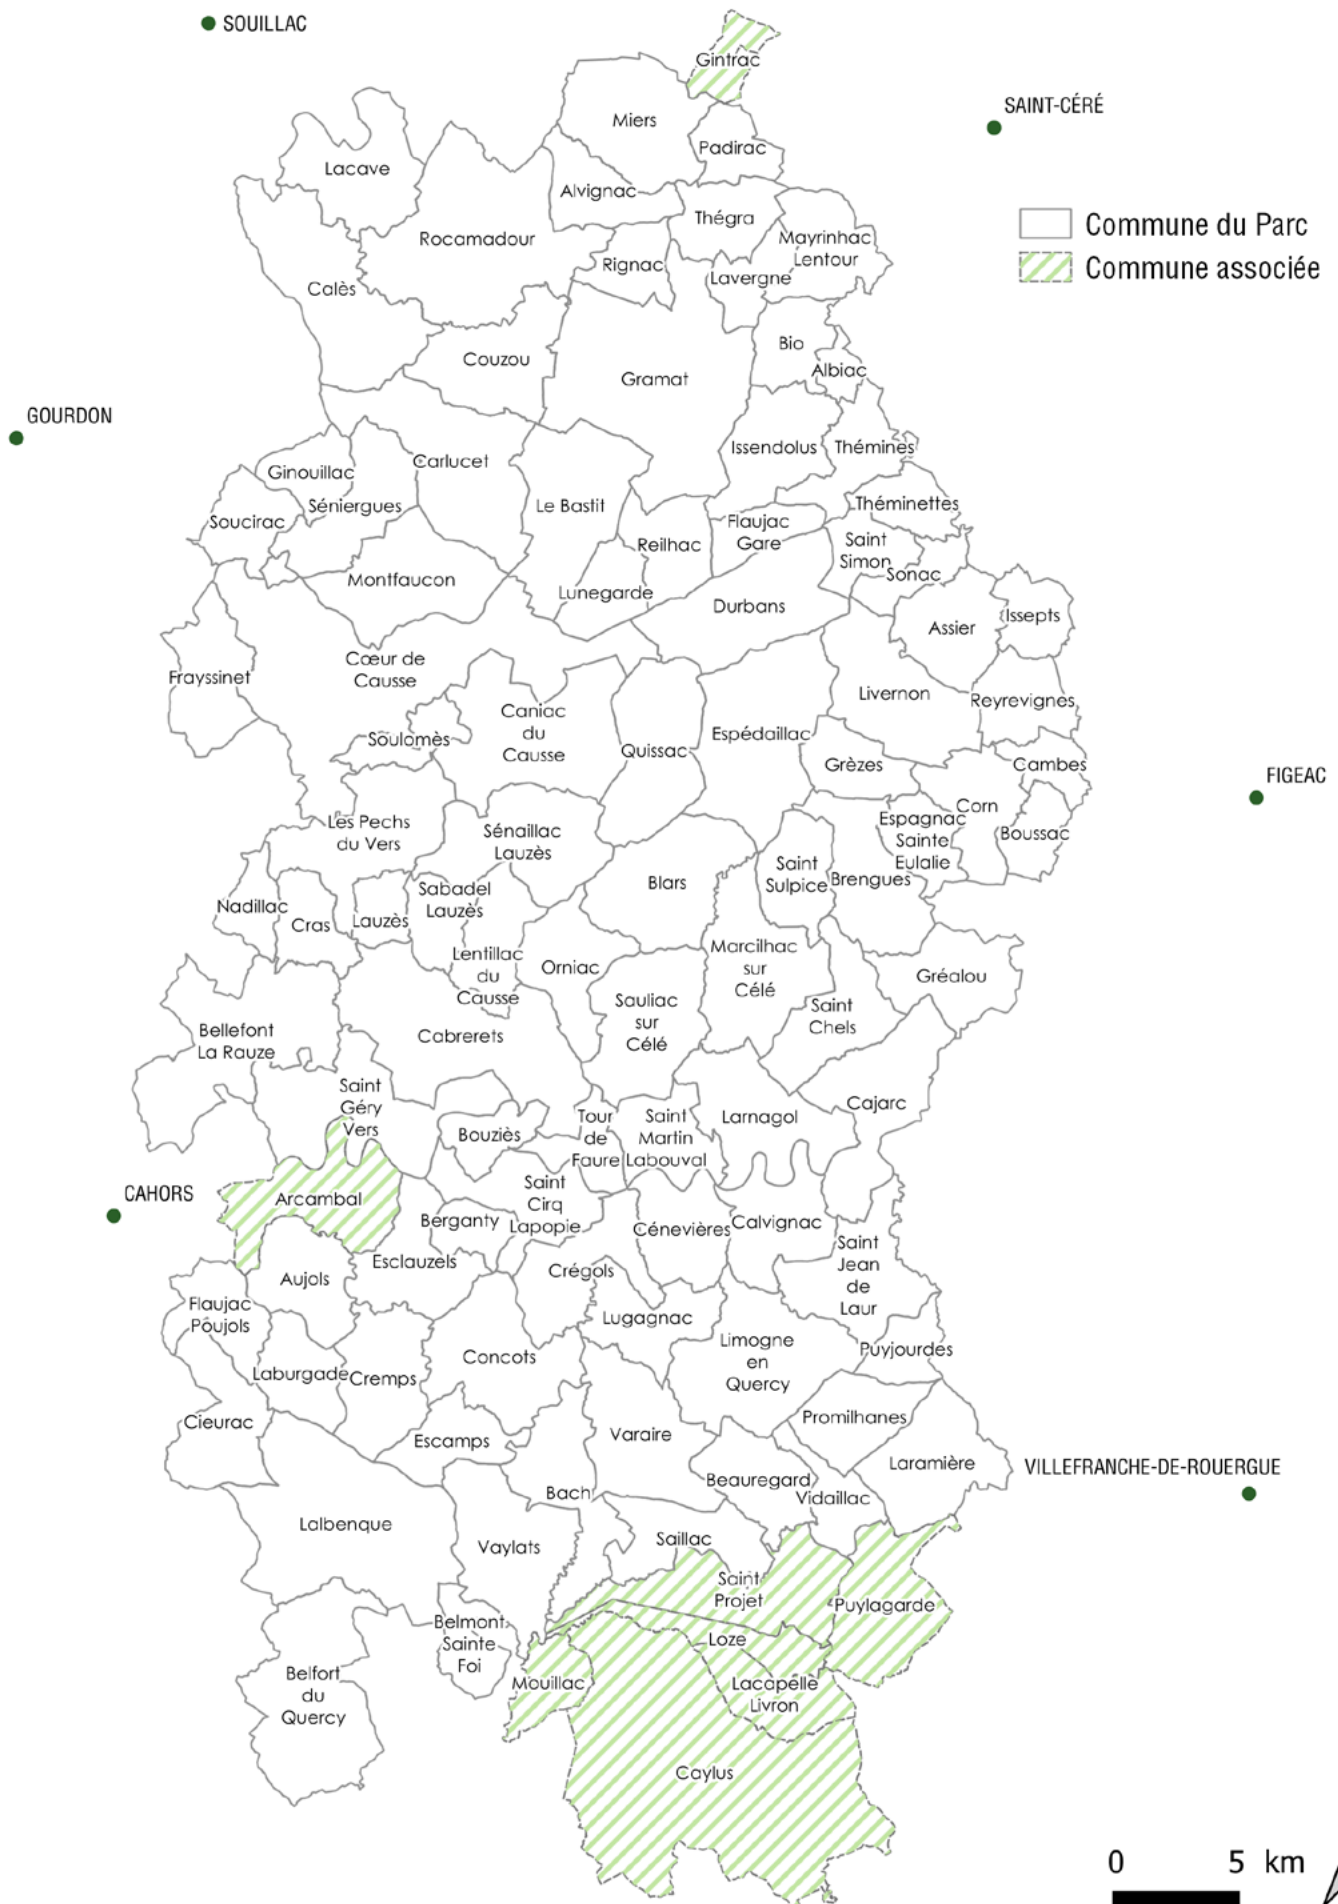 SOUILLAC
Gintrac
SAINT-CÉRÉ
Miers
Padirac
Lacave
Alvignac
Thégra
Commune du Parc
Rocamadour
Mayrinhac
Lentour
Rignac
Commune associée
Lavergne
Calès
Bio
Couzou
Albiac
Gramat
GOURDON
Issendolus
Thémines
Carlucet
Ginouillac
Séniergues
Le Bastit
Théminettes
Soucirac
Flaujac
Gare
Reilhac
Saint
Simon
Sonac
Montfaucon
Lunegarde
Durbans
Issepts
Assier
Cœur de
Causse
Frayssinet
Livernon
Reyrevignes
Caniac
du
Causse
Soulomès
Quissac
Espédaillac
Grèzes
Cambes
FIGEAC
Corn
Les Pechs
du Vers
Sénaillac
Lauzès
Espagnac
Sainte
Eulalie
Boussac
Blars
Saint
Sulpice
Brengues
Nadillac
Cras
Lauzès
Sabadel
Lauzès
Lentillac
du
Causse
Orniac
Marcilhac
sur
Célé
Gréalou
Sauliac
sur
Célé
Saint
Chels
Bellefont
La Rauze
Cabrerets
Saint
Géry
Vers
Cajarc
Bouziès
Tour
de
Faure
Saint
Martin
Labouval
Larnagol
CAHORS
Arcambal
Saint
Cirq
Lapopie
Berganty
Cénevières
Calvignac
Esclauzels
Saint
Jean
de
Laur
Aujols
Crégols
Flaujac
Poujols
Lugagnac
Limogne
en
Quercy
Puyjourdes
Concots
Laburgade
Cremps
Cieurac
Promilhanes
Escamps
Varaire
Laramière
VILLEFRANCHE-DE-ROUERGUE
Beauregard
Bach
Vidaillac
Lalbenque
Vaylats
Saillac
Saint
Projet
Puylagarde
Belmont
Sainte
Foi
Loze
Belfort
du
Quercy
Mouillac
Lacapelle
Livron
Caylus
0 5 km